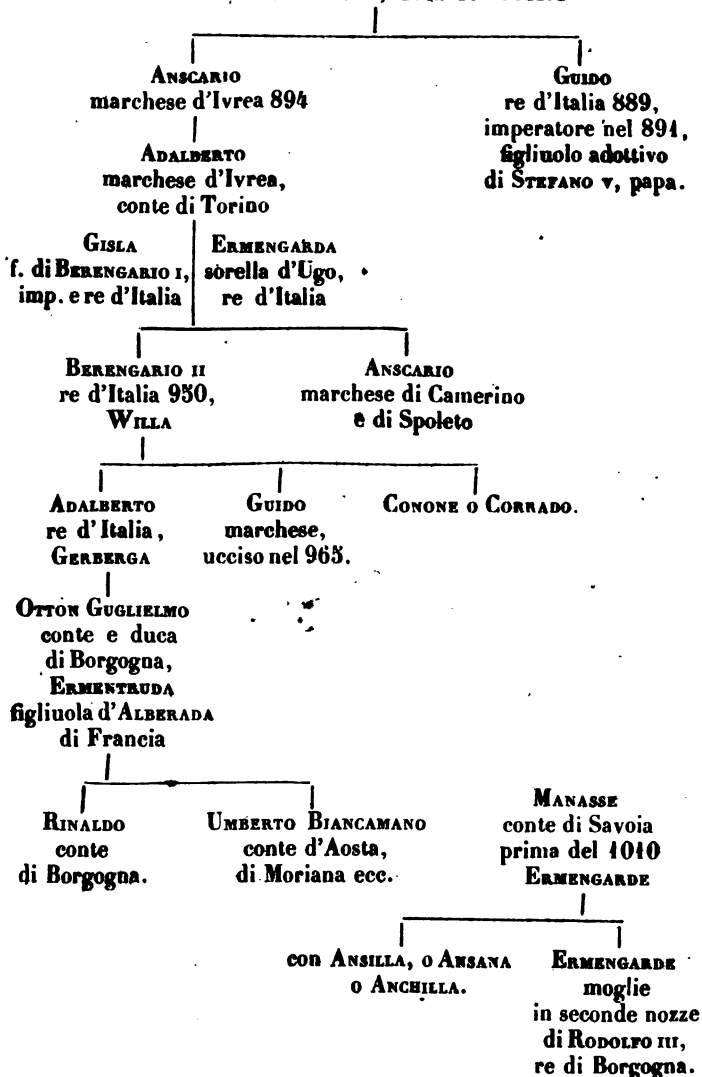 ANSCARIO
marchese d'Ivrea 894
GUIDO
re d'Italia 889,
imperatore nel 891,
figliuolo adottivo
di STEFANO V, papa.
ADALBERTO
marchese d'Ivrea,
conte di Torino
GISLA
f. di BERENGARIO I,
imp. e re d'Italia
ERMENGARDA
sorella d'Ugo,
re d'Italia
BERENGARIO II
re d'Italia 950,
WILLA
ANSCARIO
marchese di Camerino
e di Spoleto
ADALBERTO
re d'Italia,
GERBERGA
GUIDO
marchese,
ucciso nel 965.
CONONE O CORRADO.
OTTON GUGLIELMO
conte e duca
di Borgogna,
ERMENTRUDA
figliuola d'ALBERADA
di Francia
RINALDO
conte
di Borgogna.
UMBERTO BIANCAMANO
conte d'Aosta,
di Moriana ecc.
MANASSE
conte di Savoia
prima del 1010
ERMENGARDE
con ANSILLA, O ANSANA
O ANCHILLA.
ERMENGARDE
moglie
in seconde nozze
di RODOLFO III,
re di Borgogna.